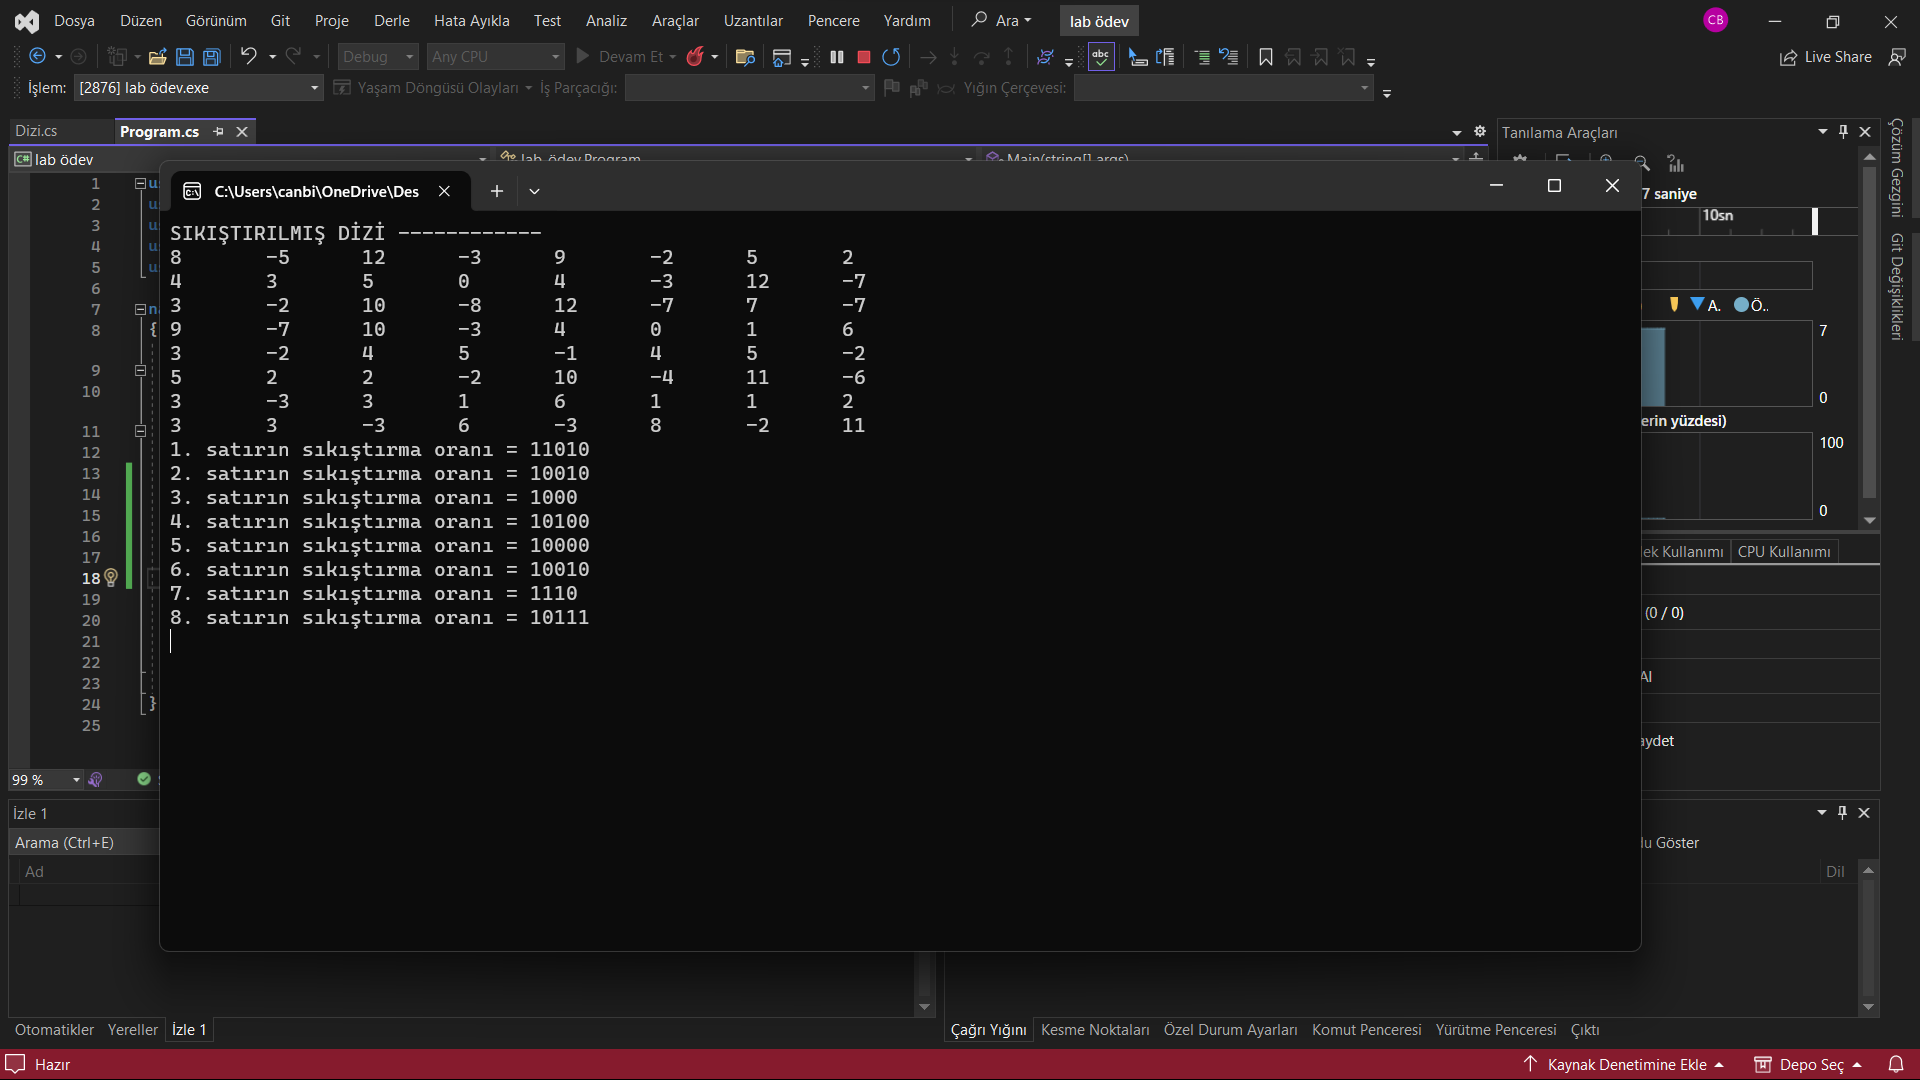 Dosya Düzen Görünüm Git Proje Derle Hata Ayıkla Test Analiz Araçlar Uzantılar Pencere Yardım Ara lab ödev CB
Debug Any CPU Devam Et abc Live Share
İşlem: [2876] lab ödev.exe Yaşam Döngüsü Olayları İş Parçacığı: Yığın Çerçevesi:
Dizi.cs Program.cs Tanılama Araçları
C# lab ödev lab_ödev.Program Main(string[] args)
Çözüm Gezgini
Git Değişiklikleri
C:\Users\canbi\OneDrive\Des
7 saniye
10sn
A. Ö..
7
0
erin yüzdesi)
100
0
ek Kullanımı CPU Kullanımı
(0 / 0)
Al
aydet
1 us
2 us
3 us
4 us
5 us
6
7 na
8 {
9
10
11
12
13
14
15
16
17
18
19
20
21
22
23
24 }
25
SIKIŞTIRILMIŞ DİZİ ------------
8 -5 12 -3 9 -2 5 2
4 3 5 0 4 -3 12 -7
3 -2 10 -8 12 -7 7 -7
9 -7 10 -3 4 0 1 6
3 -2 4 5 -1 4 5 -2
5 2 2 -2 10 -4 11 -6
3 -3 3 1 6 1 1 2
3 3 -3 6 -3 8 -2 11
1. satırın sıkıştırma oranı = 11010
2. satırın sıkıştırma oranı = 10010
3. satırın sıkıştırma oranı = 1000
4. satırın sıkıştırma oranı = 10100
5. satırın sıkıştırma oranı = 10000
6. satırın sıkıştırma oranı = 10010
7. satırın sıkıştırma oranı = 1110
8. satırın sıkıştırma oranı = 10111
99 %
İzle 1
Arama (Ctrl+E)
Ad
lu Göster
Dil
Otomatikler Yereller İzle 1 Çağrı Yığını Kesme Noktaları Özel Durum Ayarları Komut Penceresi Yürütme Penceresi Çıktı
Hazır Kaynak Denetimine Ekle Depo Seç